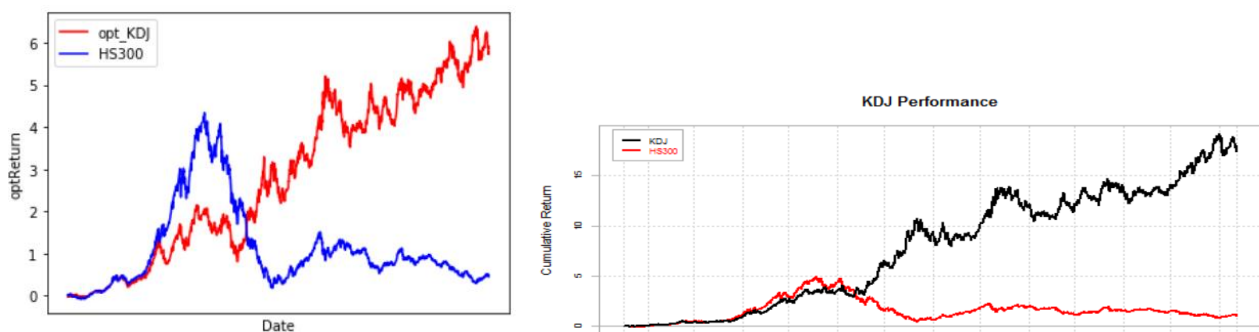 opt_KDJ
HS300
6
5
4
3
2
1
0
optReturn
Date
KDJ Performance
KDJ
HS300
15
10
5
0
Cumulative Return